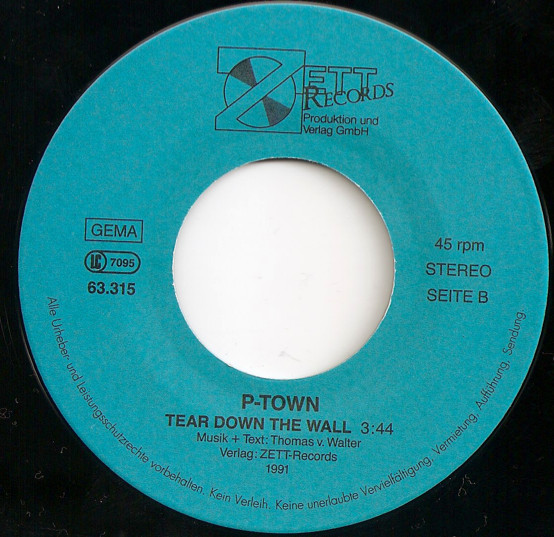 ZETT
RECORDS
Produktion und
Verlag GmbH
GEMA
LC 7095
63.315
45 rpm
STEREO
SEITE B
P-TOWN
TEAR DOWN THE WALL 3:44
Musik + Text: Thomas v. Walter
Verlag: ZETT-Records
1991
Alle Urheber- und Leistungsschutzrechte vorbehalten. Kein Verleih. Keine unerlaubte Vervielfältigung, Vermietung, Aufführung, Sendung.